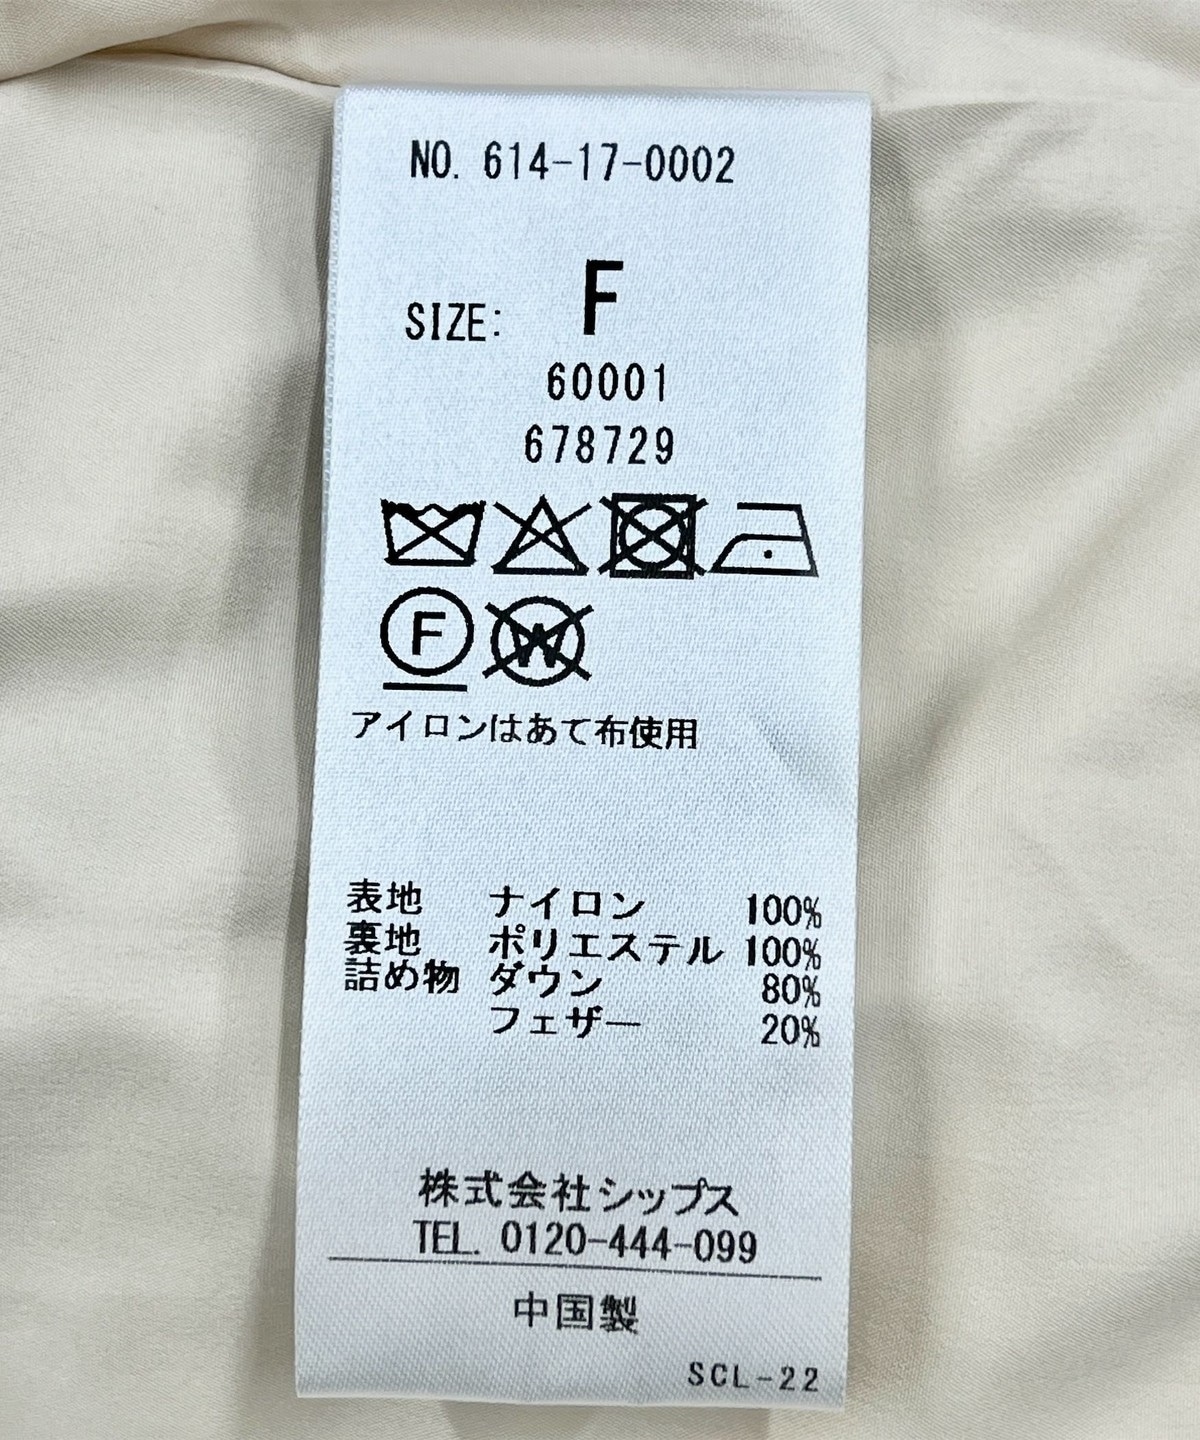 NO. 614-17-0002
SIZE: F
60001
678729
F W
アイロンはあて布使用
表地 ナイロン 100%
裏地 ポリエステル 100%
詰め物 ダウン 80%
フェザー 20%
株式会社シップス
TEL. 0120-444-099
中国製
SCL-22